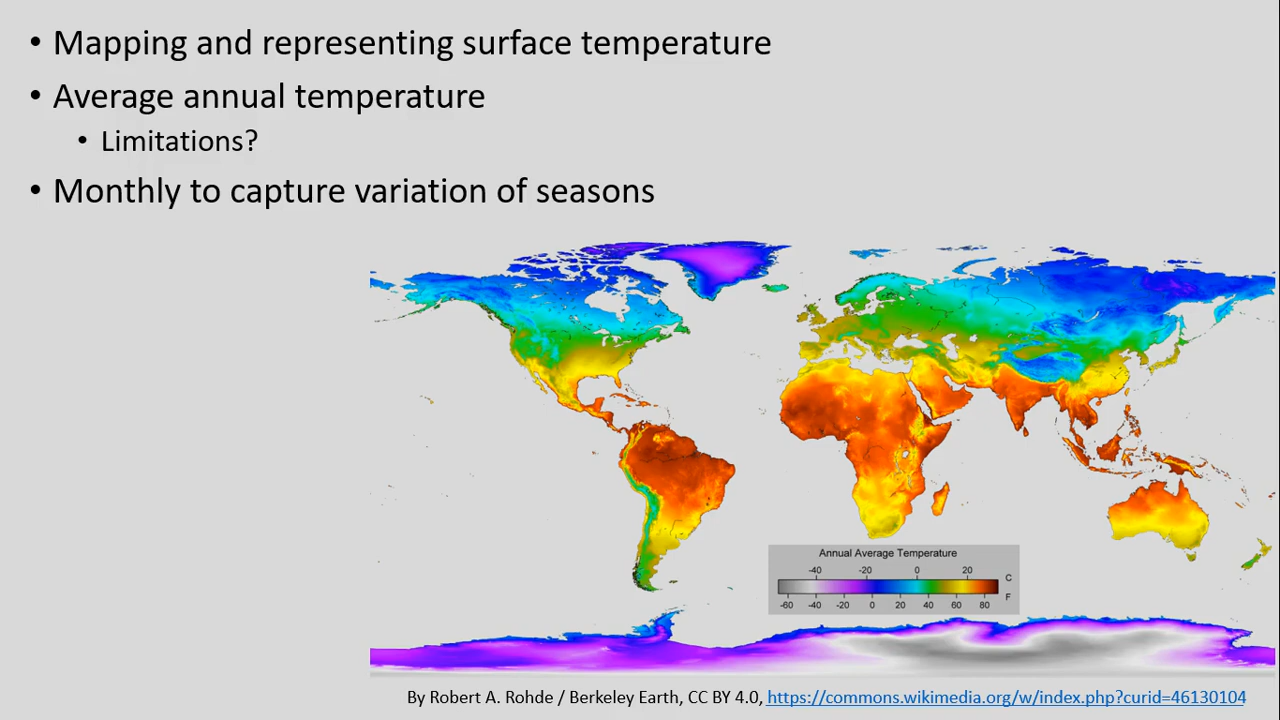 • Mapping and representing surface temperature
• Average annual temperature
• Limitations?
• Monthly to capture variation of seasons
Annual Average Temperature
-40 -20 0 20 C
-60 -40 -20 0 20 40 60 80 F
By Robert A. Rohde / Berkeley Earth, CC BY 4.0, https://commons.wikimedia.org/w/index.php?curid=46130104